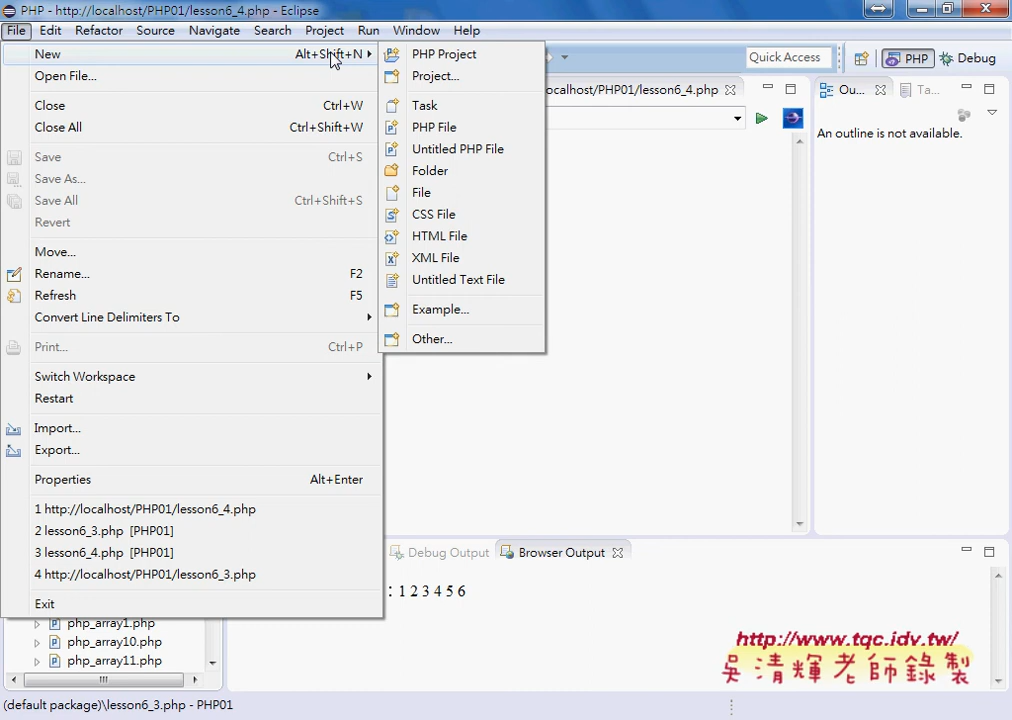 PHP - http://localhost/PHP01/lesson6_4.php - Eclipse
File Edit Refactor Source Navigate Search Project Run Window Help
New Alt+Shift+N
Open File...
Close Ctrl+W
Close All Ctrl+Shift+W
Save Ctrl+S
Save As...
Save All Ctrl+Shift+S
Revert
Move...
Rename... F2
Refresh F5
Convert Line Delimiters To
Print... Ctrl+P
Switch Workspace
Restart
Import...
Export...
Properties Alt+Enter
1 http://localhost/PHP01/lesson6_4.php
2 lesson6_3.php [PHP01]
3 lesson6_4.php [PHP01]
4 http://localhost/PHP01/lesson6_3.php
Exit
PHP Project
Project...
Task
PHP File
Untitled PHP File
Folder
File
CSS File
HTML File
XML File
Untitled Text File
Example...
Other...
Quick Access
PHP
Debug
ocalhost/PHP01/lesson6_4.php
Ou...
Ta...
An outline is not available.
Debug Output
Browser Output
: 1 2 3 4 5 6
php_array1.php
php_array10.php
php_array11.php
http://www.tqc.idv.tw/
吳清輝老師錄製
(default package)\lesson6_3.php - PHP01